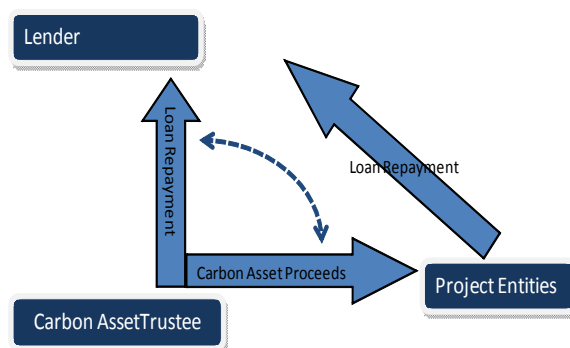 Lender
Loan Repayment
Loan Repayment
Carbon Asset Proceeds
Project Entities
Carbon AssetTrustee